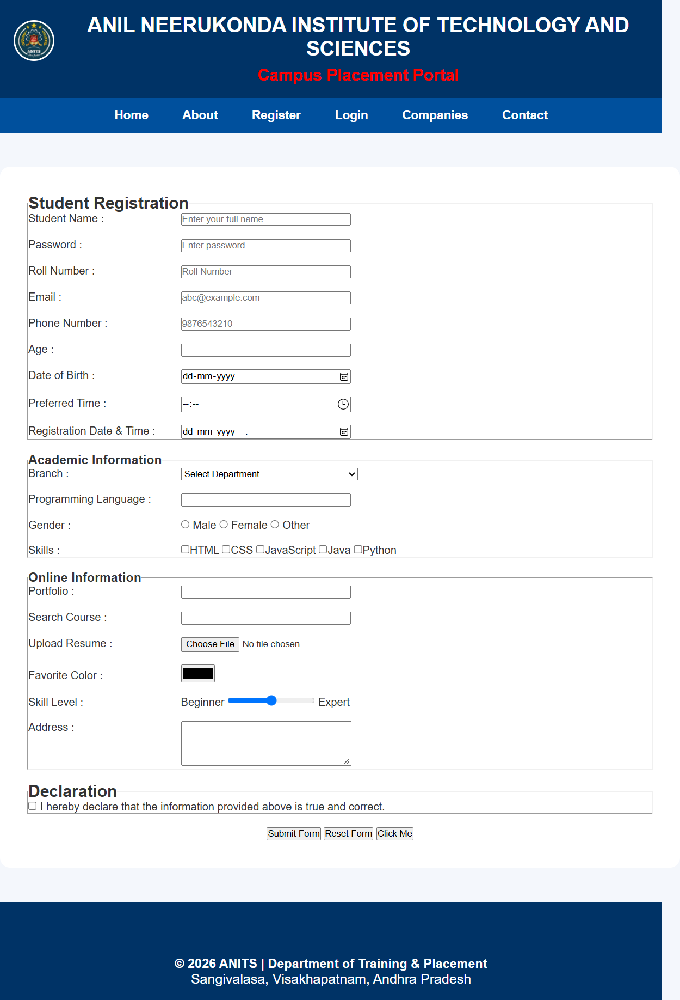 25
ANITS
ANIL NEERUKONDA INSTITUTE OF TECHNOLOGY AND
SCIENCES
Campus Placement Portal
Home About Register Login Companies Contact
Student Registration
Student Name : Enter your full name
Password : Enter password
Roll Number : Roll Number
Email : abc@example.com
Phone Number : 9876543210
Age :
Date of Birth : dd-mm-yyyy
Preferred Time : --:--
Registration Date & Time : dd-mm-yyyy --:--
Academic Information
Branch : Select Department
Programming Language :
Gender : Male Female Other
Skills : HTML CSS JavaScript Java Python
Online Information
Portfolio :
Search Course :
Upload Resume : Choose File No file chosen
Favorite Color :
Skill Level : Beginner Expert
Address :
Declaration
I hereby declare that the information provided above is true and correct.
Submit Form Reset Form Click Me
© 2026 ANITS | Department of Training & Placement
Sangivalasa, Visakhapatnam, Andhra Pradesh